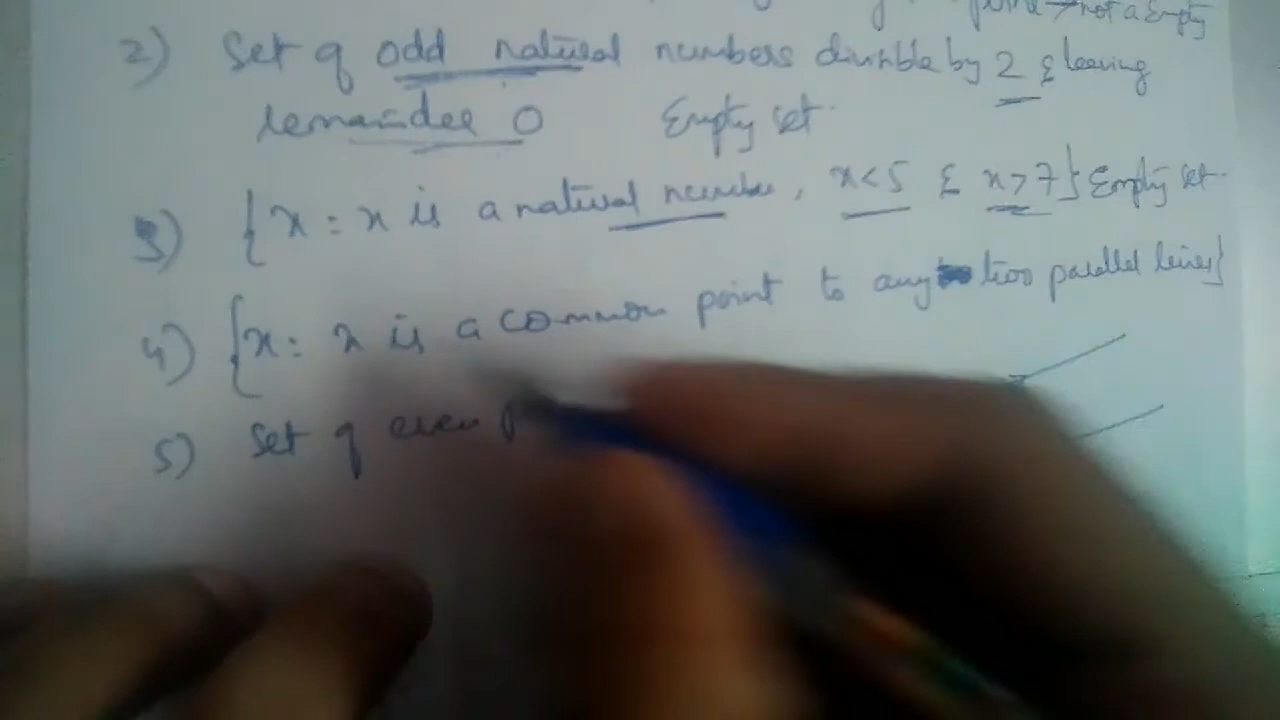 point → not a Empty
2) Set of odd natural numbers divisible by 2 & leaving
remainder 0 Empty set.
3) {x : x is a natural number, x<5 & x>7} Empty set.
4) {x : x is a common point to any two parallel lines}
5) Set of even